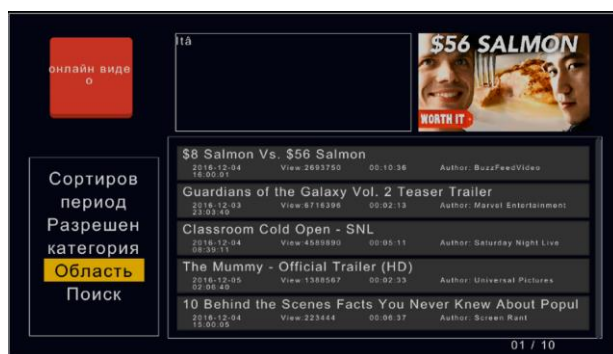 онлайн виде
о
Itâ
$56 SALMON
WORTH IT
Сортиров
период
Разрешен
категория
Область
Поиск
$8 Salmon Vs. $56 Salmon
2016-12-04 View:2693750 00:10:36 Author: BuzzFeedVideo
16:00:01
Guardians of the Galaxy Vol. 2 Teaser Trailer
2016-12-03 View:6716396 00:02:13 Author: Marvel Entertainment
23:03:49
Classroom Cold Open - SNL
2016-12-04 View:4589890 00:05:11 Author: Saturday Night Live
08:39:11
The Mummy - Official Trailer (HD)
2016-12-05 View:1388567 00:02:33 Author: Universal Pictures
02:06:40
10 Behind the Scenes Facts You Never Knew About Popul
2016-12-04 View:223444 00:06:37 Author: Screen Rant
15:00:05
01 / 10